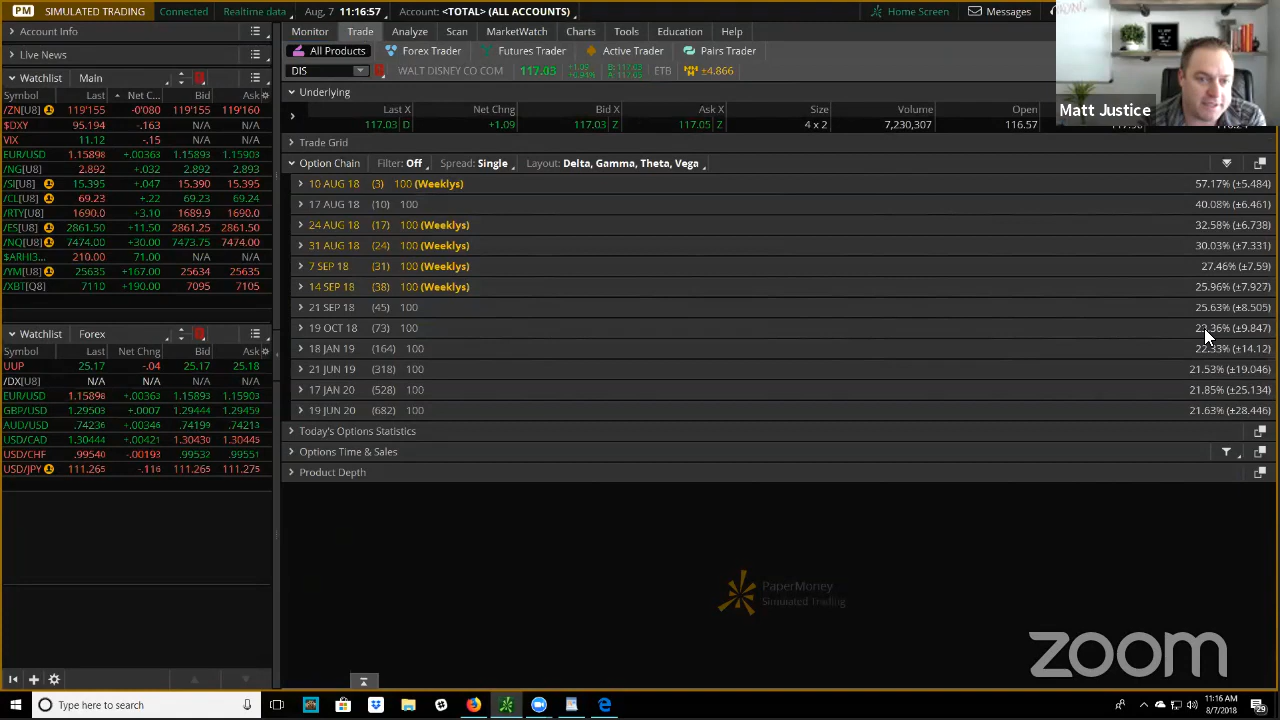 PM SIMULATED TRADING Connected Realtime data Aug, 7 11:16:57 Account: <TOTAL> (ALL ACCOUNTS) Home Screen Messages
Account Info
Live News
Watchlist Main
Symbol Last Net C... Bid Ask
/ZN[U8] 119'155 -0'080 119'155 119'160
$DXY 95.194 -.163 N/A N/A
VIX 11.12 -.15 N/A N/A
EUR/USD 1.15898 +.00363 1.15893 1.15903
/NG[U8] 2.892 +.032 2.892 2.893
/SI[U8] 15.395 +.047 15.390 15.395
/CL[U8] 69.23 +.22 69.23 69.24
/RTY[U8] 1690.0 +3.10 1689.9 1690.1
/ES[U8] 2861.50 +11.50 2861.25 2861.50
/NQ[U8] 7474.00 +30.00 7473.75 7474.00
$ARHI3... 210.00 71.00 N/A N/A
/YM[U8] 25635 +167.00 25634 25635
/XBT[Q8] 7110 +190.00 7095 7105
Watchlist Forex
Symbol Last Net Chng Bid Ask
UUP 25.17 -.04 25.17 25.18
/DX[U8] N/A N/A N/A N/A
EUR/USD 1.15898 +.00363 1.15893 1.15903
GBP/USD 1.29503 +.0007 1.29444 1.29459
AUD/USD .74236 +.00346 .74199 .74213
USD/CAD 1.30444 +.00421 1.30430 1.30445
USD/CHF .99540 -.00193 .99532 .99551
USD/JPY 111.265 -.116 111.265 111.275
Monitor Trade Analyze Scan MarketWatch Charts Tools Education Help
All Products Forex Trader Futures Trader Active Trader Pairs Trader
DIS WALT DISNEY CO COM 117.03 +1.09 B: 117.03 ETB ±4.866
Underlying
Last X Net Chng Bid X Ask X Size Volume Open
117.03 D +1.09 117.03 Z 117.05 Z 4 x 2 7,230,307 116.57
Trade Grid
Option Chain Filter: Off Spread: Single Layout: Delta, Gamma, Theta, Vega
10 AUG 18 (3) 100 (Weeklys) 57.17% (±5.484)
17 AUG 18 (10) 100 40.08% (±6.461)
24 AUG 18 (17) 100 (Weeklys) 32.58% (±6.738)
31 AUG 18 (24) 100 (Weeklys) 30.03% (±7.331)
7 SEP 18 (31) 100 (Weeklys) 27.46% (±7.59)
14 SEP 18 (38) 100 (Weeklys) 25.96% (±7.927)
21 SEP 18 (45) 100 25.63% (±8.505)
19 OCT 18 (73) 100 (±9.847)
18 JAN 19 (164) 100 22.33% (±14.12)
21 JUN 19 (318) 100 21.53% (±19.046)
17 JAN 20 (528) 100 21.85% (±25.134)
19 JUN 20 (682) 100 21.63% (±28.446)
Today's Options Statistics
Options Time & Sales
Product Depth
PaperMoney
Simulated Trading
Matt Justice
zoom
Type here to search
11:16 AM
8/7/2018
29